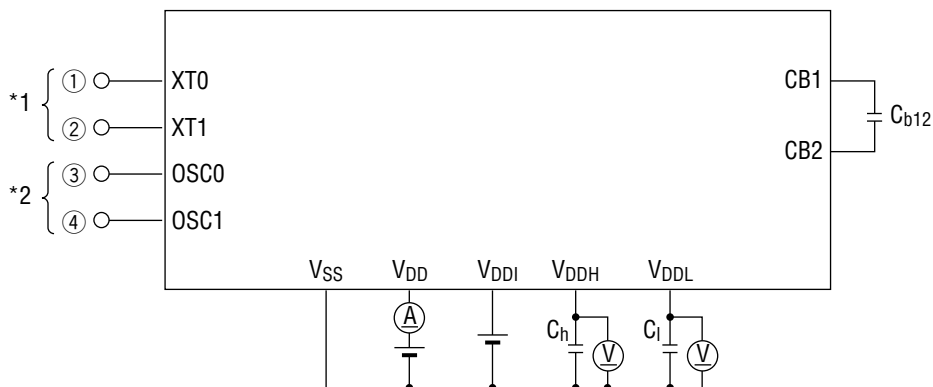 *1
① XT0
② XT1
*2
③ OSC0
④ OSC1
CB1
CB2
Cb12
VSS VDD VDDI VDDH VDDL
A
Ch V Cl V